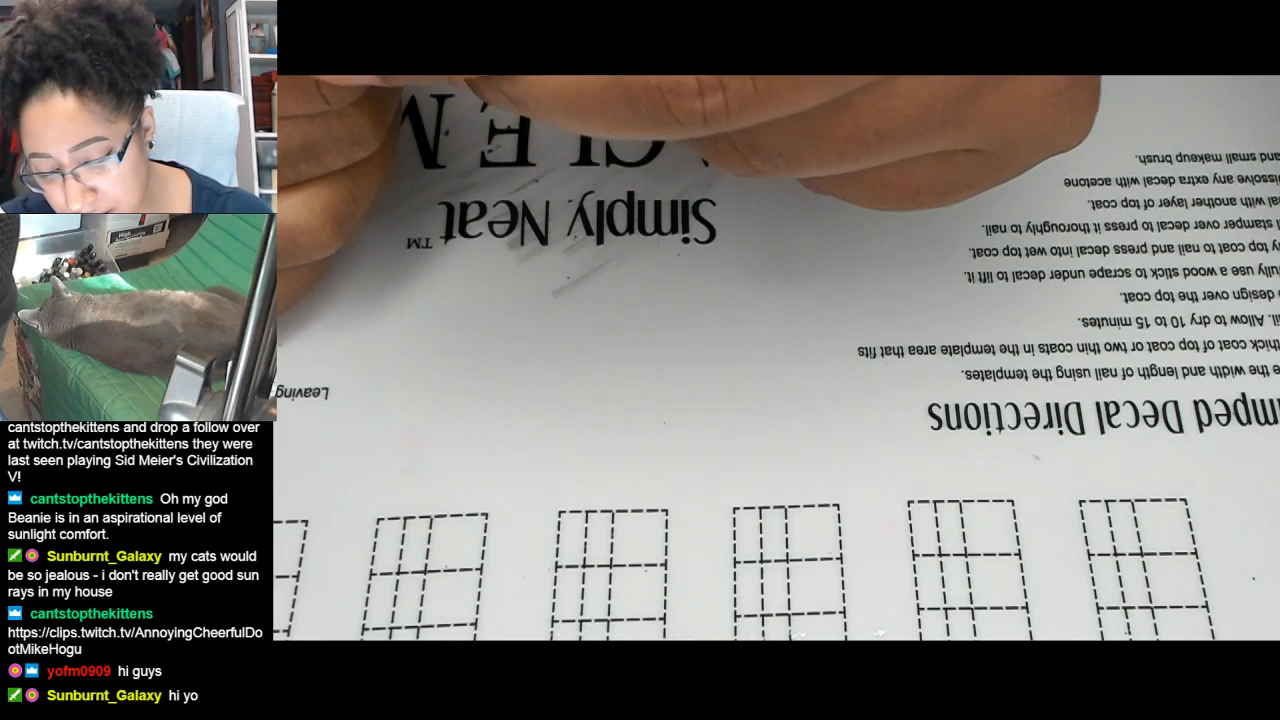 cantstopthekittens and drop a follow over
at twitch.tv/cantstopthekittens they were
last seen playing Sid Meier's Civilization
V!
cantstopthekittens Oh my god
Beanie is in an aspirational level of
sunlight comfort.
Sunburnt_Galaxy my cats would
be so jealous - i don't really get good sun
rays in my house
cantstopthekittens
https://clips.twitch.tv/AnnoyingCheerfulDo
otMikeHogu
yofm0909 hi guys
Sunburnt_Galaxy hi yo
High
mped Decal Directions
e the width and length of nail using the templates.
thick coat of top coat or two thin coats in the template area that fits
il. Allow to dry 10 to 15 minutes.
design over the top coat.
fully use a wood stick to scrape under decal to lift it.
y top coat to nail and press decal into wet top coat.
stamper over decal to press it thoroughly to nail.
al with another layer of top coat.
issolve any extra decal with acetone
and small makeup brush.
Leaving
Simply Neat™